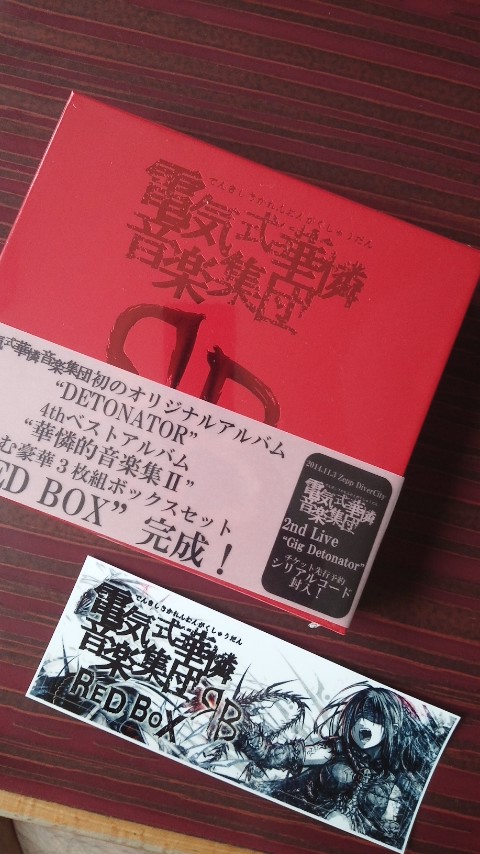 でんきしきかれんおんがくしゅうだん
電気式華憐
音楽集団
式華憐音楽集団初のオリジナルアルバム
“DETONATOR”
4thベストアルバム
“華憐的音楽集Ⅱ”
む豪華3枚組ボックスセット
ED BOX” 完成！
2014.11.3 Zepp DiverCity
電気式華憐
音楽集団
2nd Live
“Gig Detonator”
チケット先行予約
シリアルコード
封入！
でんきしきかれんおんがくしゅうだん
電気式華憐
音楽集団
RED BOX